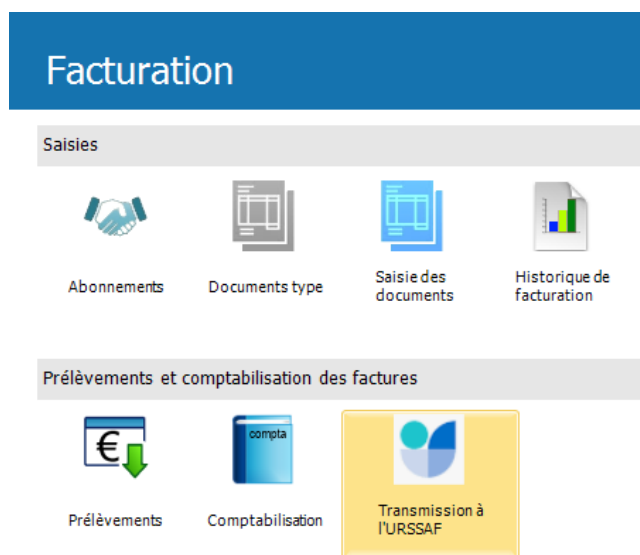 Facturation
Saisies
Abonnements
Documents type
Saisie des
documents
Historique de
facturation
Prélèvements et comptabilisation des factures
€
compta
Prélèvements
Comptabilisation
Transmission à
l'URSSAF